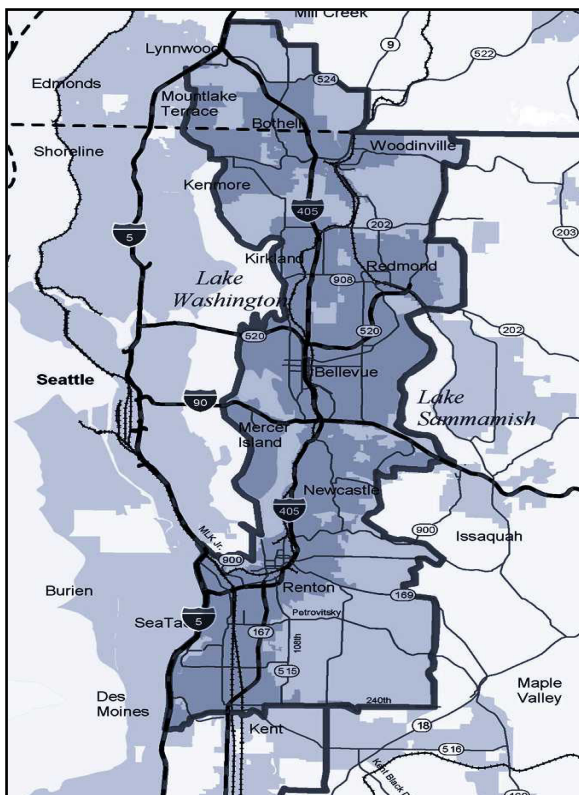 Mill Creek
Lynnwood
9
522
Edmonds
524
Mountlake
Terrace
Bothell
Shoreline
Woodinville
Kenmore
5
405
202
203
Kirkland
Redmond
908
Lake
Washington
520
520
202
Seattle
Bellevue
90
Lake
Sammamish
Mercer
Island
Newcastle
405
MLK Jr.
900
900
Issaquah
Burien
Renton
169
SeaTac
5
Petrovitsky
167
108th
515
Des
Moines
240th
Maple
Valley
Kent
18
516